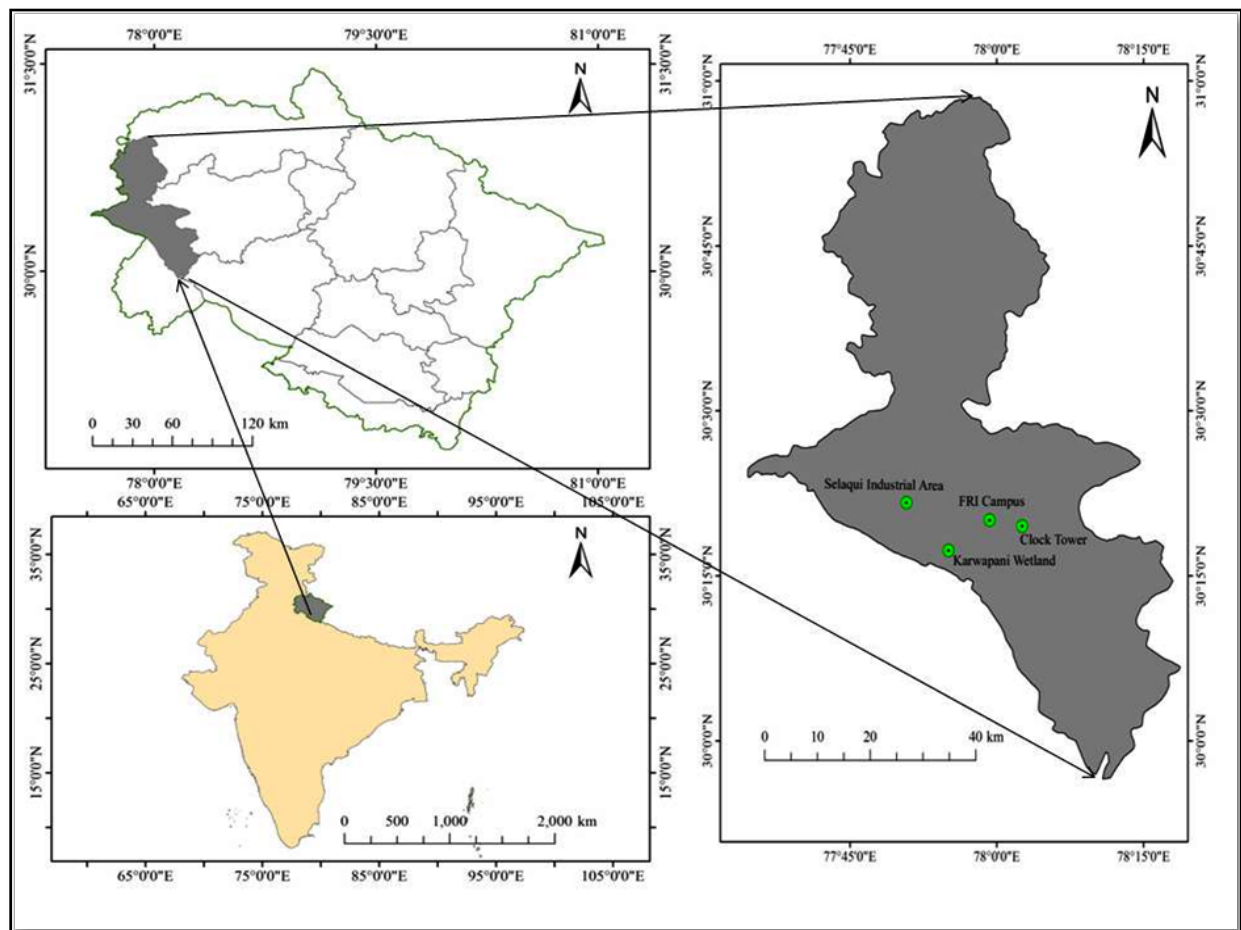 78°0'0"E 79°30'0"E 81°0'0"E
31°30'0"N
31°30'0"N
N
30°0'0"N
30°0'0"N
0 30 60 120 km
78°0'0"E 79°30'0"E 81°0'0"E
65°0'0"E 75°0'0"E 85°0'0"E 95°0'0"E 105°0'0"E
35°0'0"N
35°0'0"N
N
25°0'0"N
25°0'0"N
15°0'0"N
15°0'0"N
0 500 1,000 2,000 km
65°0'0"E 75°0'0"E 85°0'0"E 95°0'0"E 105°0'0"E
77°45'0"E 78°0'0"E 78°15'0"E
31°0'0"N
31°0'0"N
N
30°45'0"N
30°45'0"N
30°30'0"N
30°30'0"N
Selaqui Industrial Area
FRI Campus
Clock Tower
Karwapani Wetland
30°15'0"N
30°15'0"N
0 10 20 40 km
30°0'0"N
30°0'0"N
77°45'0"E 78°0'0"E 78°15'0"E